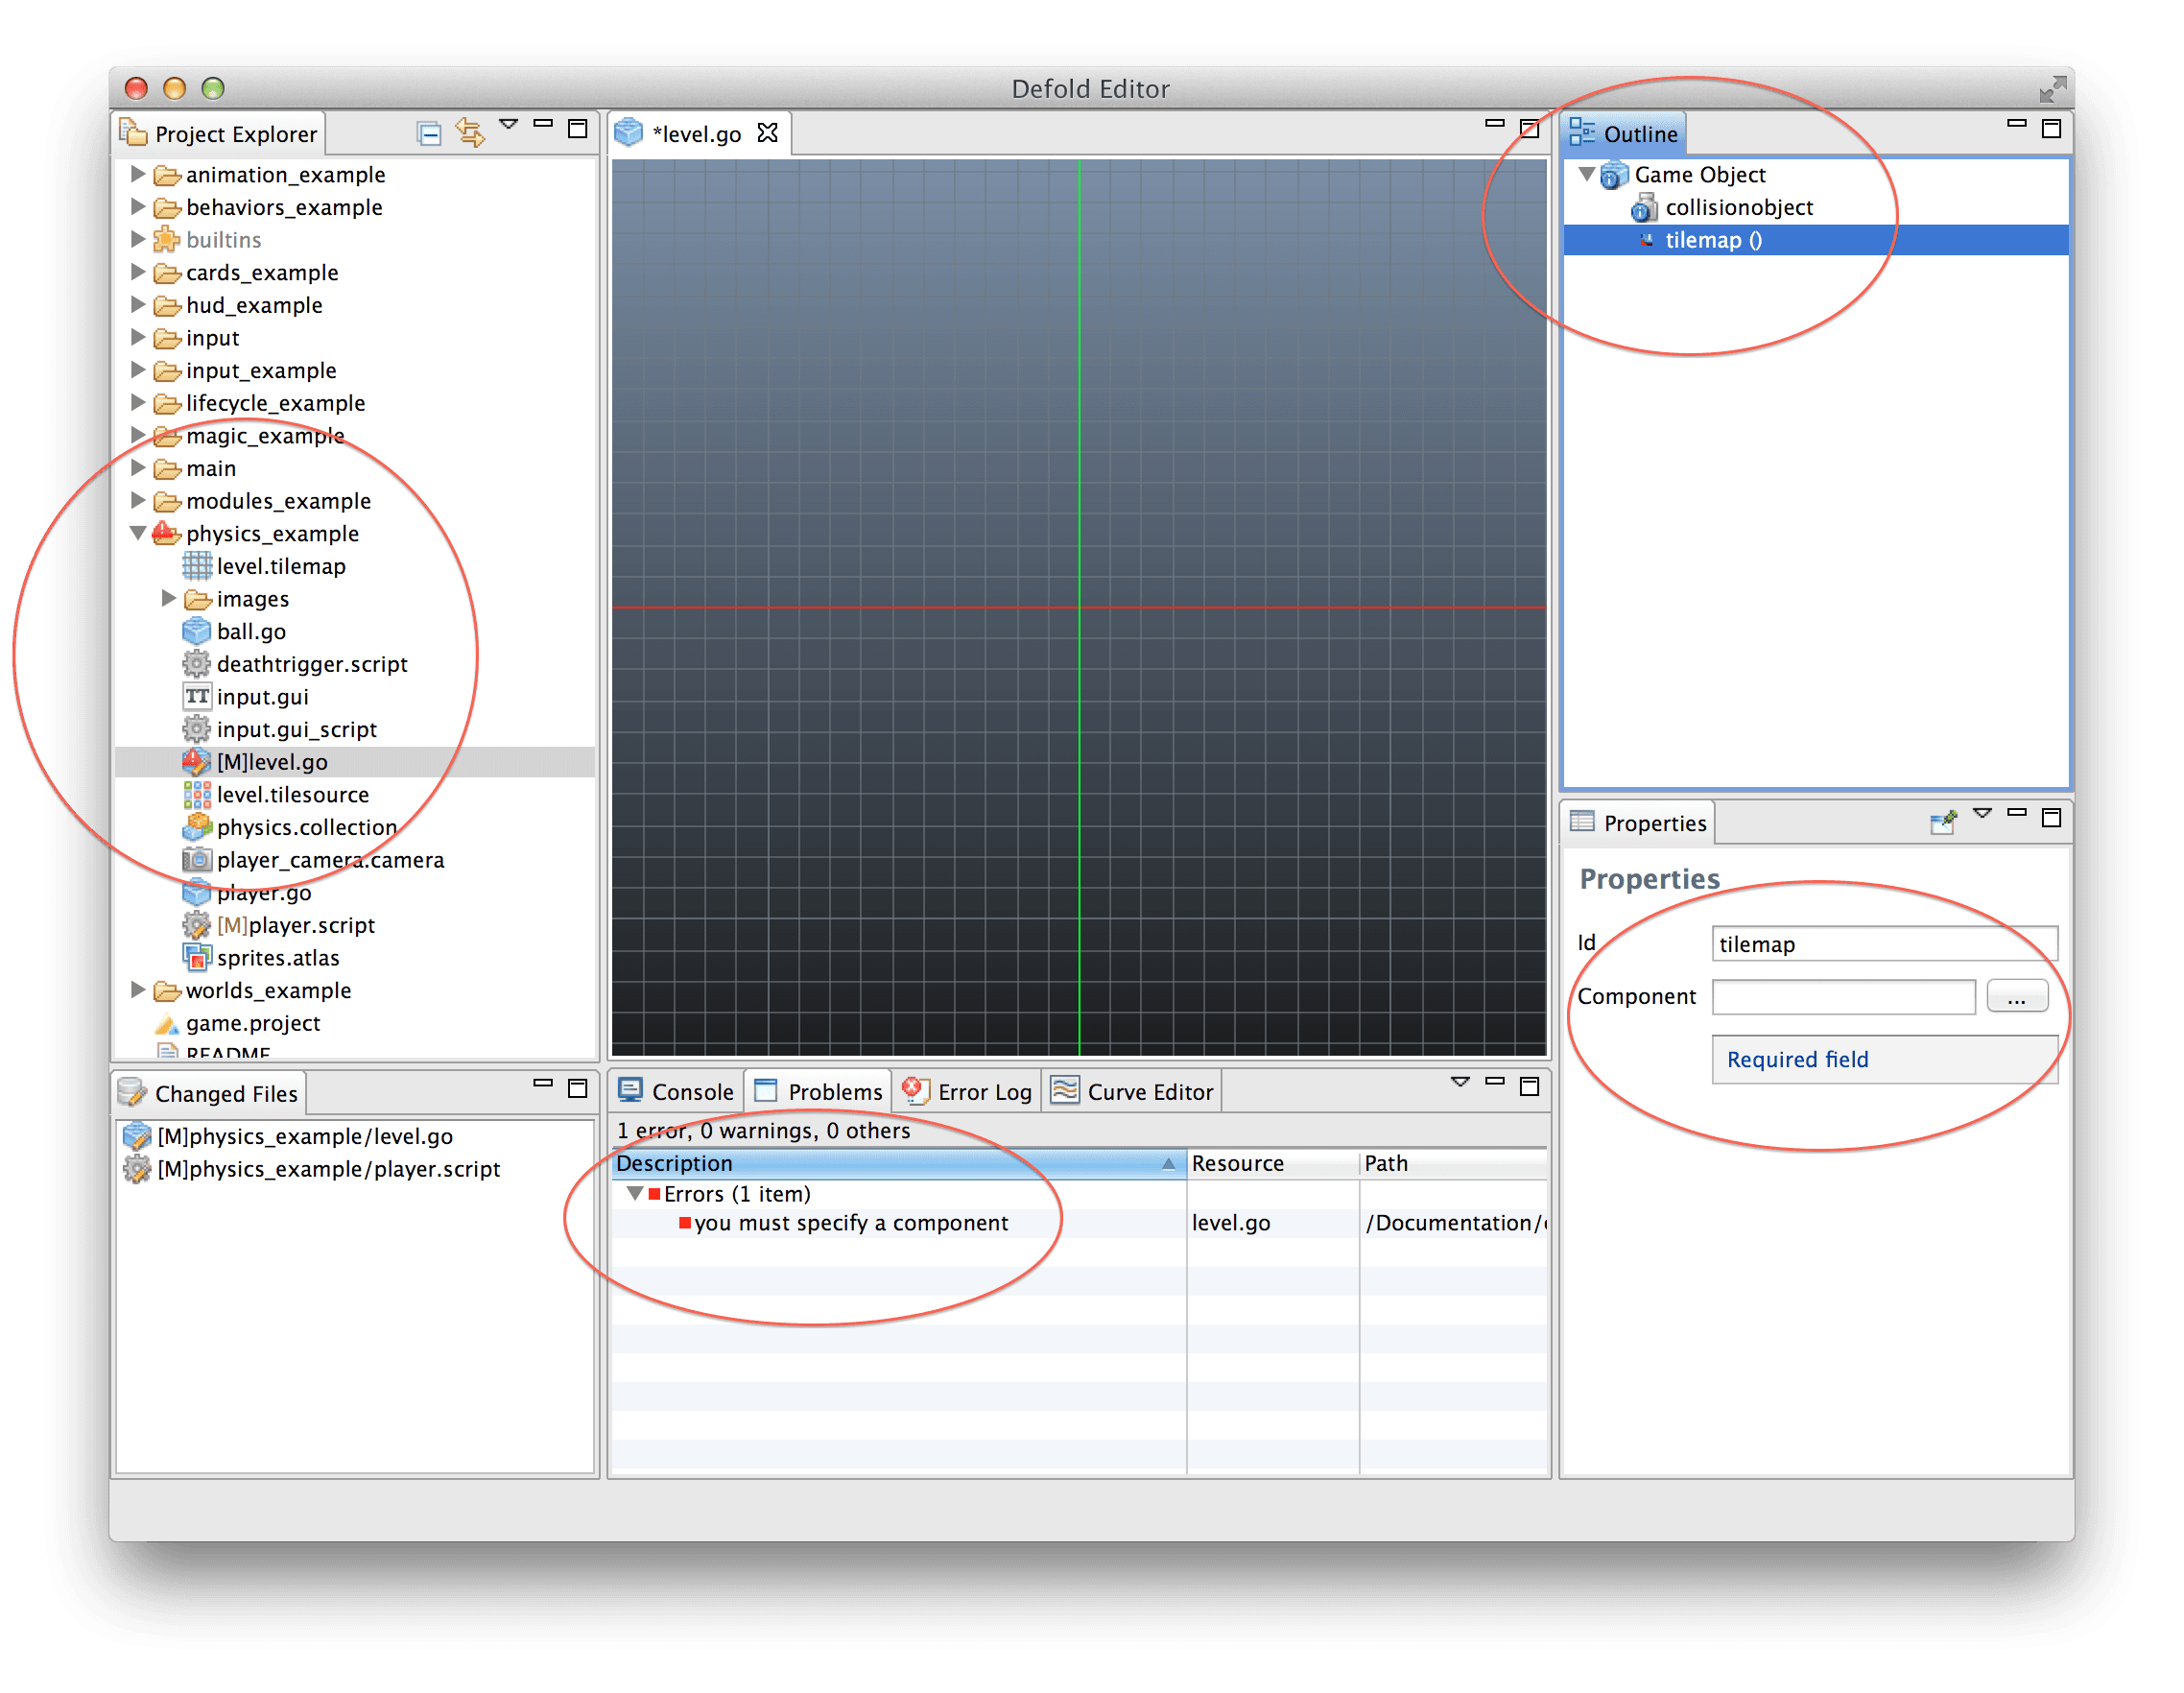 Defold Editor
Project Explorer
animation_example
behaviors_example
builtins
cards_example
hud_example
input
input_example
lifecycle_example
magic_example
main
modules_example
physics_example
level.tilemap
images
ball.go
deathtrigger.script
TT input.gui
input.gui_script
[M]level.go
level.tilesource
physics.collection
player_camera.camera
player.go
[M]player.script
sprites.atlas
worlds_example
game.project
README
Changed Files
[M]physics_example/level.go
[M]physics_example/player.script
*level.go
Console Problems Error Log Curve Editor
1 error, 0 warnings, 0 others
Description Resource Path
Errors (1 item)
you must specify a component level.go /Documentation/
Outline
Game Object
collisionobject
tilemap ()
Properties
Properties
Id tilemap
Component ...
Required field